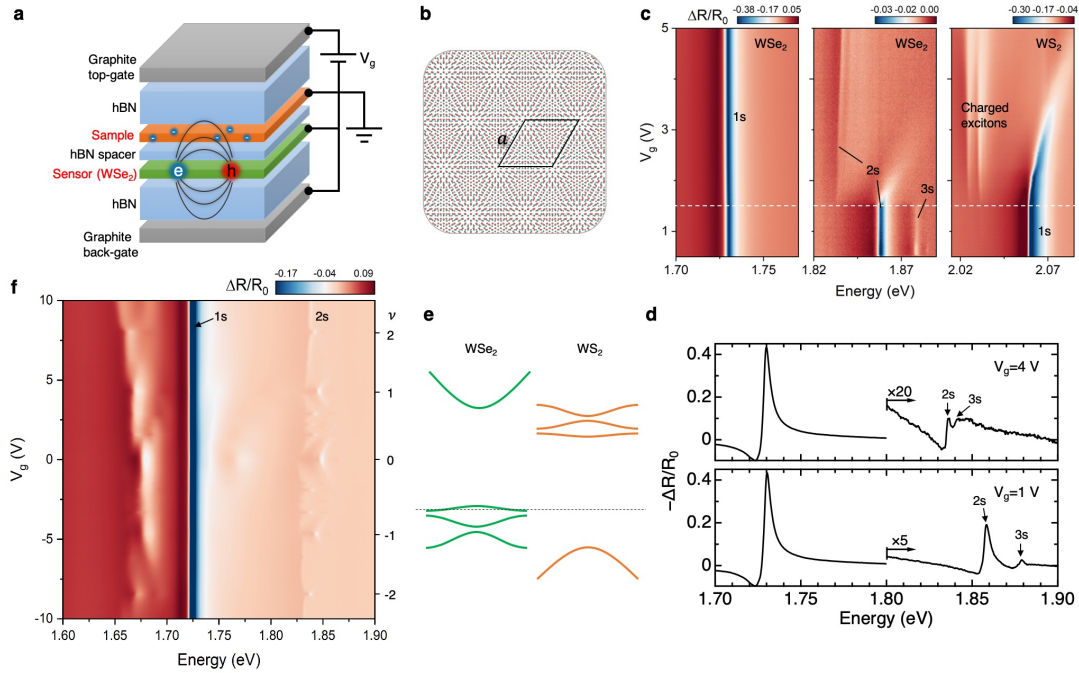 a
Graphite
top-gate
hBN
Sample
hBN spacer
Sensor (WSe₂)
hBN
Graphite
back-gate
e
h
V_g
b
a
c
ΔR/R₀
-0.38 -0.17 0.05
-0.03 -0.02 0.00
-0.30 -0.17 -0.04
WSe₂
WSe₂
WS₂
5
3
1
V_g (V)
1s
2s
3s
Charged
excitons
1s
1.70 1.75
1.82 1.87
2.02 2.07
Energy (eV)
f
ΔR/R₀
-0.17 -0.04 0.09
1s
2s
ν
10
5
0
-5
-10
V_g (V)
2
1
0
-1
-2
1.60 1.65 1.70 1.75 1.80 1.85 1.90
Energy (eV)
e
WSe₂
WS₂
d
V_g=4 V
×20
2s
3s
0.4
0.2
0
V_g=1 V
×5
2s
3s
0.4
0.2
0
−ΔR/R₀
1.70 1.75 1.80 1.85 1.90
Energy (eV)